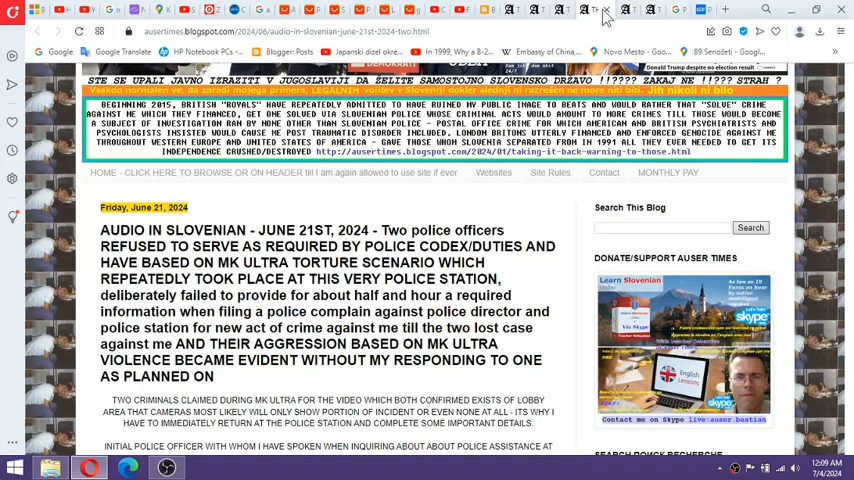 ausertimes.blogspot.com/2024/06/audio-in-slovenian-june-21st-2024-two.html
Google Google Translate HP Notebook PCs - Blogger: Posts Japanski dizel okre... In 1999, Why a B-2... Embassy of China,... Novo Mesto - Goo... 89 Šenožeti - Googl...
Donald Trump despite no election result
STE SE UPALI JAVNO IZRAZITI V JUGOSLAVIJI DA ŽELITE SAMOSTOJNO SLOVENSKO DRŽAVO !!????? ZAKAJ NE !!???? STRAH ?
Vsakdo normalen ve, da zaradi mojega primera, LEGALNIH volitev v Sloveniji dokler slednji ni razrešen ne more niti biti. Jih nikoli ni bilo
BEGINNING 2015, BRITISH "ROYALS" HAVE REPEATEDLY ADMITTED TO HAVE RUINED MY PUBLIC IMAGE TO BEATS AND WOULD RATHER THAT "SOLVE" CRIME
AGAINST ME WHICH THEY FINANCED, GET ONE SOLVED VIA SLOVENIAN POLICE WHOSE CRIMINAL ACTS WOULD AMOUNT TO MORE CRIMES TILL THOSE WOULD BECOME
A SUBJECT OF INVESTIGATION RAN BY NONE OTHER THAN SLOVENIAN POLICE - POSTAL OFFICE CRIME FOR WHICH AMERICAN AND BRITISH PSYCHIATRISTS AND
PSYCHOLOGISTS INSISTED WOULD CAUSE ME POST TRAUMATIC DISORDER INCLUDED. LONDON BRITONS UTTERLY FINANCED AND ENFORCED GENOCIDE AGAINST ME
THROUGHOUT WESTERN EUROPE AND UNITED STATES OF AMERICA - GAVE THOSE WHOM SLOVENIA SEPARATED FROM IN 1991 ALL THEY EVER NEEDED TO GET ITS
INDEPENDENCE CRUSHED/DESTROYED http://ausertimes.blogspot.com/2024/01/taking-it-back-warning-to-those.html
HOME - CLICK HERE TO BROWSE OR ON HEADER till I am again allowed to use site if ever Websites Site Rules Contact MONTHLY PAY
Friday, June 21, 2024
AUDIO IN SLOVENIAN - JUNE 21ST, 2024 - Two police officers
REFUSED TO SERVE AS REQUIRED BY POLICE CODEX/DUTIES AND
HAVE BASED ON MK ULTRA TORTURE SCENARIO WHICH
REPEATEDLY TOOK PLACE AT THIS VERY POLICE STATION,
deliberately failed to provide for about half and hour a required
information when filing a police complain against police director and
police station for new act of crime against me till the two lost case
against me AND THEIR AGGRESSION BASED ON MK ULTRA
VIOLENCE BECAME EVIDENT WITHOUT MY RESPONDING TO ONE
AS PLANNED ON
TWO CRIMINALS CLAIMED DURING MK ULTRA FOR THE VIDEO WHICH BOTH CONFIRMED EXISTS OF LOBBY
AREA THAT CAMERAS MOST LIKELY WILL ONLY SHOW PORTION OF INCIDENT OR EVEN NONE AT ALL - ITS WHY I
HAVE TO IMMEDIATELY RETURN AT THE POLICE STATION AND COMPLETE SOME IMPORTANT DETAILS.
INITIAL POLICE OFFICER WITH WHOM I HAVE SPOKEN WHEN INQUIRING ABOUT ABOUT POLICE ASSISTANCE AT
Search This Blog
Search
DONATE/SUPPORT AUSER TIMES
Learn Slovenian
Via Skype
Let's Talk
skype
English
Lessons
skype
Contact me on Skype live:auser.bastian
ПОИСК SEARCH ПОИСКАТЬ
12:09 AM
7/4/2024